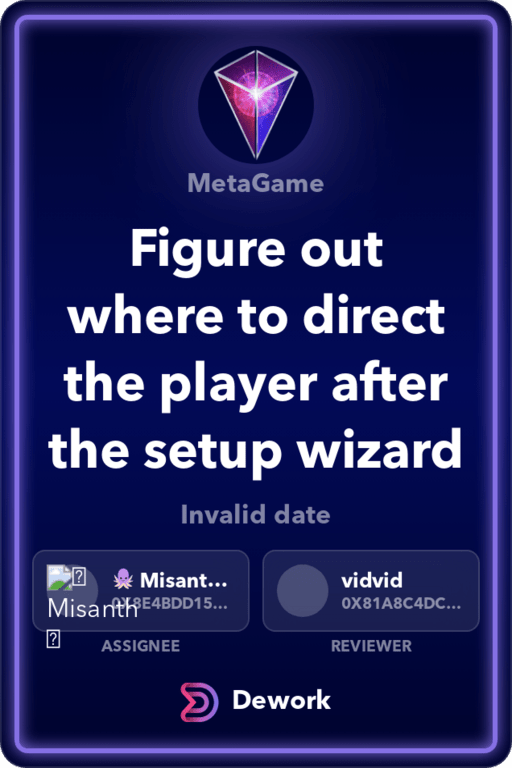 MetaGame
Figure out
where to direct
the player after
the setup wizard
Invalid date
🐙 Misant...
0X8E4BDD15...
Misanth
ASSIGNEE
vidvid
0X81A8C4DC...
REVIEWER
Dework